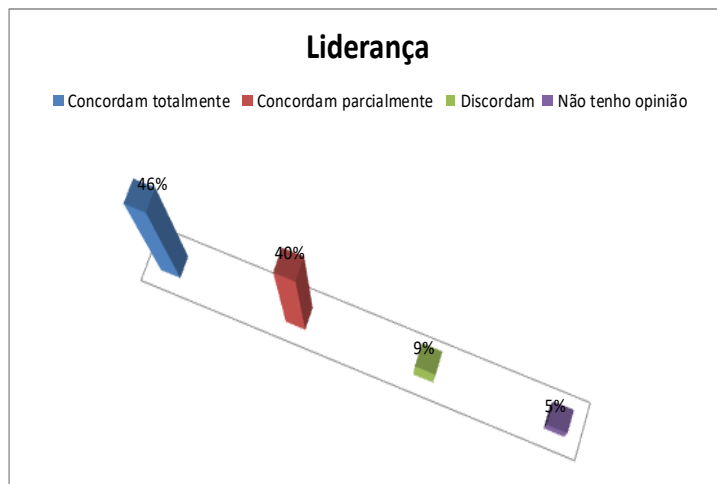 Liderança
Concordam totalmente Concordam parcialmente Discordam Não tenho opinião
46%
40%
9%
5%